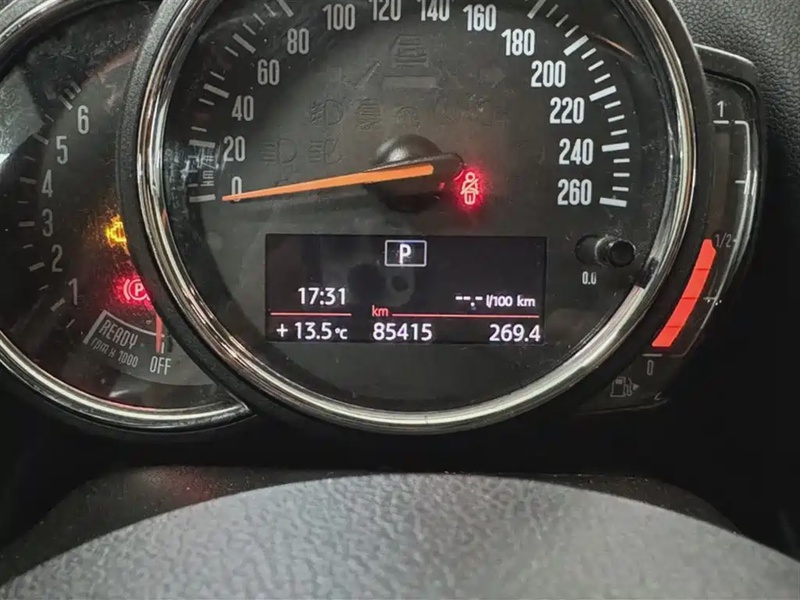 100 120 140 160
80 180
60 200
40 220
20 240
0 260
km/h
6
5
4
3
2
1
READY
rpm X 1000
OFF
P
17:31 --.- l/100 km
km
+ 13.5°C 85415 269.4
0.0
1
1/2
0
(P)